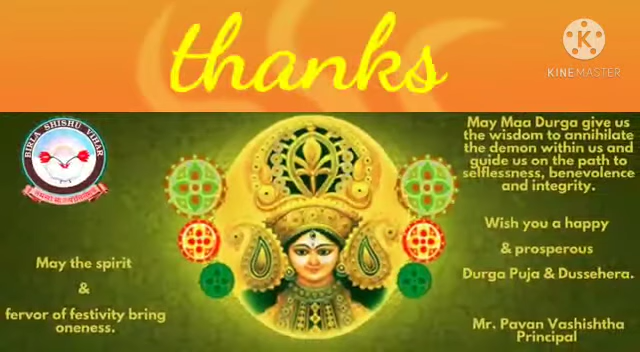 thanks
KINEMASTER
BIRLA SHISHU VIHAR
May the spirit
&
fervor of festivity bring
oneness.
May Maa Durga give us
the wisdom to annihilate
the demon within us and
guide us on the path to
selflessness, benevolence
and integrity.
Wish you a happy
& prosperous
Durga Puja & Dussehera.
Mr. Pavan Vashishtha
Principal